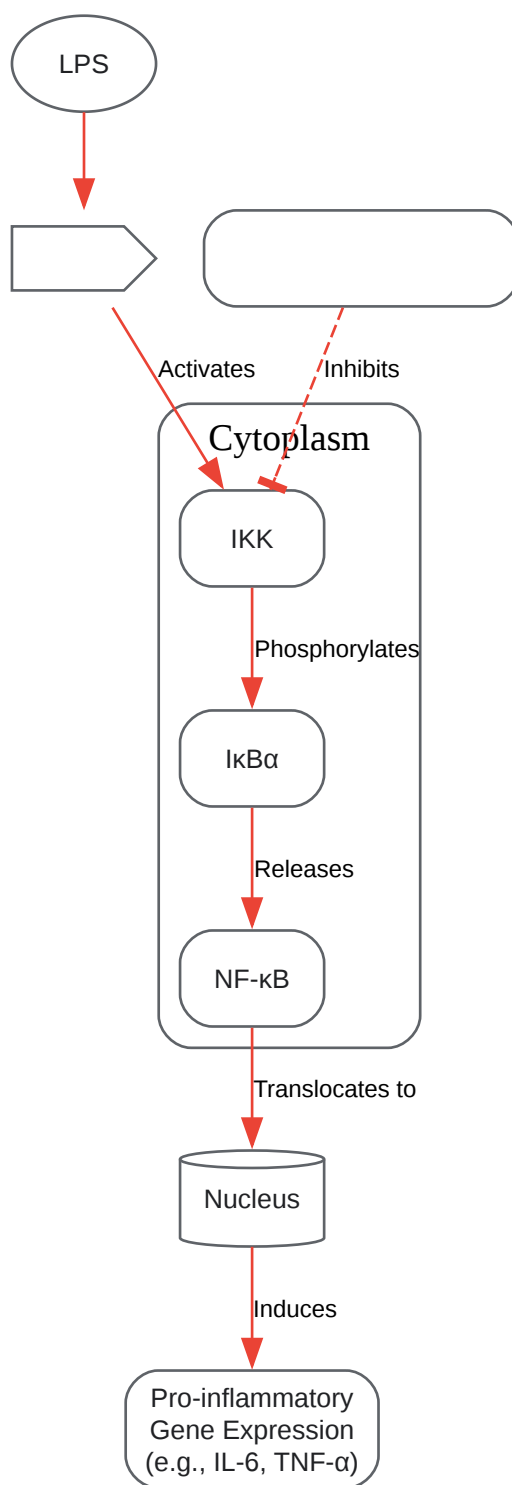 LPS
Activates
Inhibits
Cytoplasm
IKK
Phosphorylates
IκBα
Releases
NF-κB
Translocates to
Nucleus
Induces
Pro-inflammatory
Gene Expression
(e.g., IL-6, TNF-α)